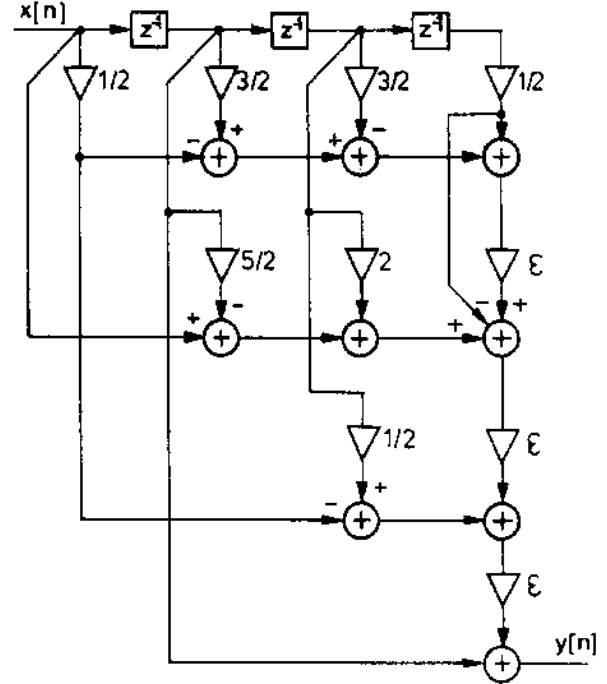 x[n]
z⁻¹ z⁻¹ z⁻¹
1/2 3/2 3/2 1/2
- + + -
+ + +
5/2 2 ε
- - +
+ +
+ + +
1/2 ε
+
-
+ +
ε
y[n]
+